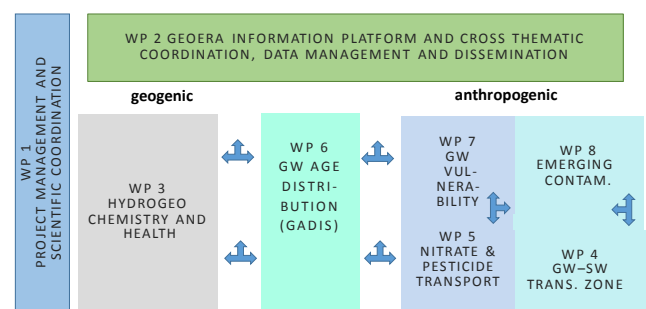 WP 1
PROJECT MANAGEMENT AND
SCIENTIFIC COORDINATION
WP 2 GEOERA INFORMATION PLATFORM AND CROSS THEMATIC
COORDINATION, DATA MANAGEMENT AND DISSEMINATION
geogenic
anthropogenic
WP 3
HYDROGEO
CHEMISTRY AND
HEALTH
WP 6
GW AGE
DISTRI-
BUTION
(GADIS)
WP 7
GW
VUL-
NERA-
BILITY
WP 8
EMERGING
CONTAM.
WP 5
NITRATE &
PESTICIDE
TRANSPORT
WP 4
GW–SW
TRANS. ZONE